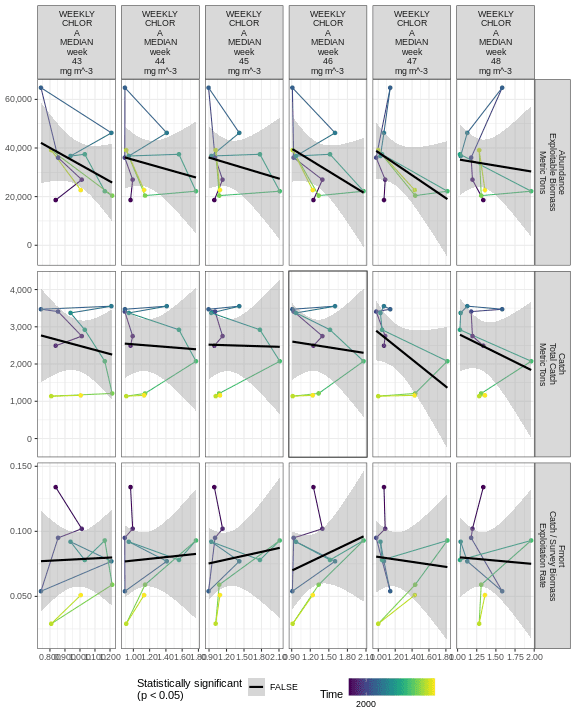 WEEKLY
CHLOR
A
MEDIAN
week
43
mg m^-3
WEEKLY
CHLOR
A
MEDIAN
week
44
mg m^-3
WEEKLY
CHLOR
A
MEDIAN
week
45
mg m^-3
WEEKLY
CHLOR
A
MEDIAN
week
46
mg m^-3
WEEKLY
CHLOR
A
MEDIAN
week
47
mg m^-3
WEEKLY
CHLOR
A
MEDIAN
week
48
mg m^-3
60,000
40,000
20,000
0
Abundance
Exploitable Biomass
Metric Tons
4,000
3,000
2,000
1,000
0
Catch
Total Catch
Metric Tons
0.150
0.100
0.050
Fmort
Catch / Survey Biomass
Exploitation Rate
1.00 1.25 1.50 1.75 2.00
Statistically significant
(p < 0.05)
FALSE
Time
2000